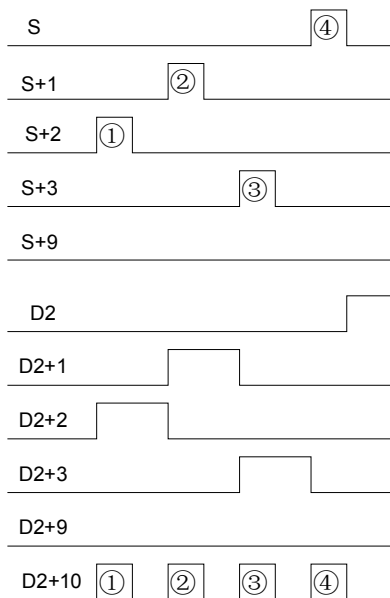 S ④
S+1 ②
S+2 ①
S+3 ③
S+9
D2
D2+1
D2+2
D2+3
D2+9
D2+10 ① ② ③ ④